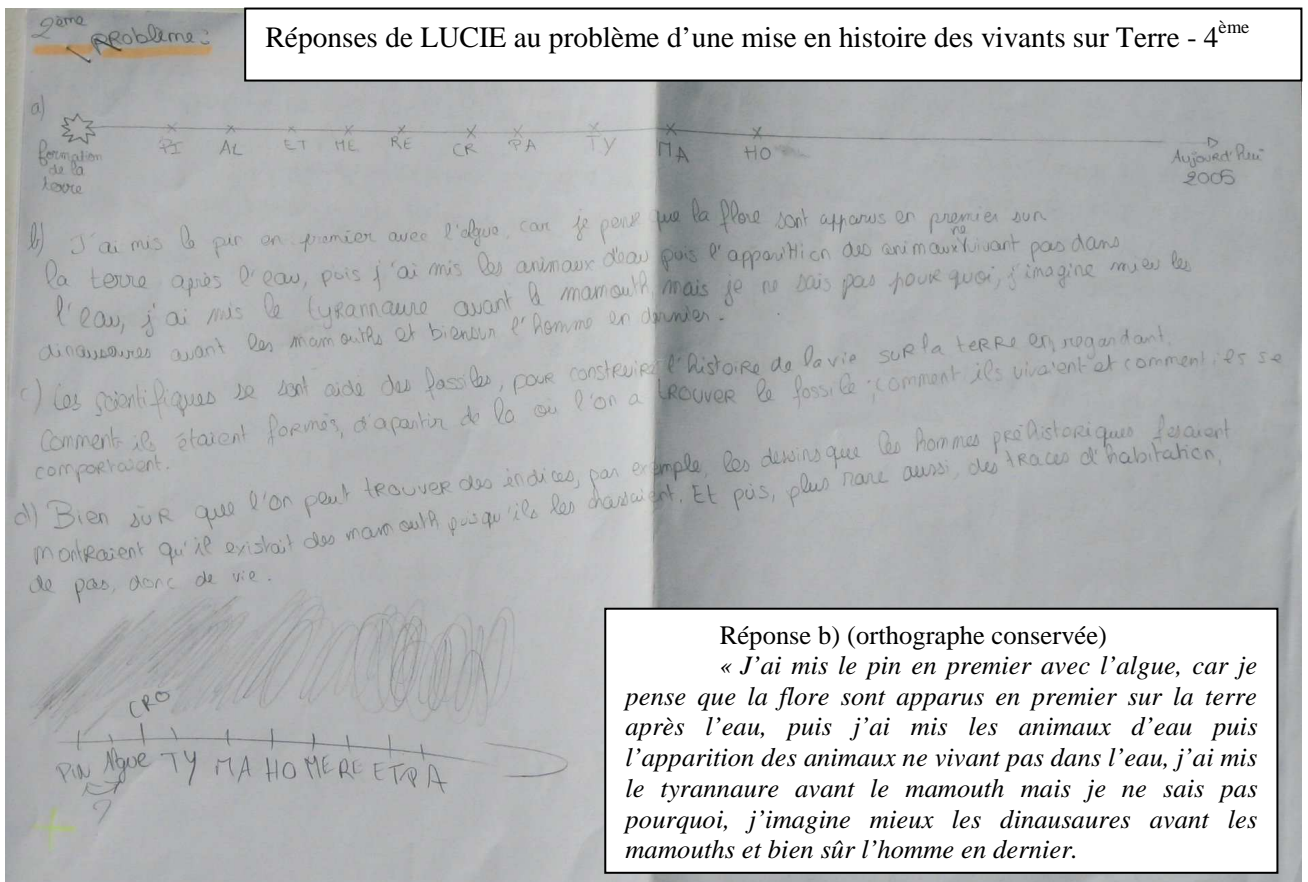 2ème
problème :
Réponses de LUCIE au problème d'une mise en histoire des vivants sur Terre - 4ème
a)
formation
de la
terre
PI AL ET ME RE CR PA TY MA HO
Aujourd'hui
2005
b) J'ai mis le pin en premier avec l'algue, car je pense que la flore sont apparus en premier sur
la terre après l'eau, puis j'ai mis les animaux d'eau puis l'apparition des animaux ne vivant pas dans
l'eau, j'ai mis le tyrannaure avant le mamouth mais je ne sais pas pourquoi, j'imagine mieu les
dinausaures avant les mamouths et biensur l'homme en dernier.
c) Les scientifiques se sont aidé des fossiles, pour construire l'histoire de la vie sur la terre en regardant
comment ils étaient formés, d'apartir de la où l'on a trouver le fossile, comment ils vivaient et comment ils se
comportaient.
d) Bien sûr que l'on peut trouver des indices, par exemple, les dessins que les hommes préhistoriques fesaient
montraient qu'il existait des mamouth puisqu'ils les chassaient. Et puis, plus rare aussi, des traces d'habitation,
de pas, donc de vie.
CRO
PIN Algue TY MA HO ME RE ET PA
?
Réponse b) (orthographe conservée)
« J'ai mis le pin en premier avec l'algue, car je
pense que la flore sont apparus en premier sur la terre
après l'eau, puis j'ai mis les animaux d'eau puis
l'apparition des animaux ne vivant pas dans l'eau, j'ai mis
le tyrannaure avant le mamouth mais je ne sais pas
pourquoi, j'imagine mieux les dinausaures avant les
mamouths et bien sûr l'homme en dernier.